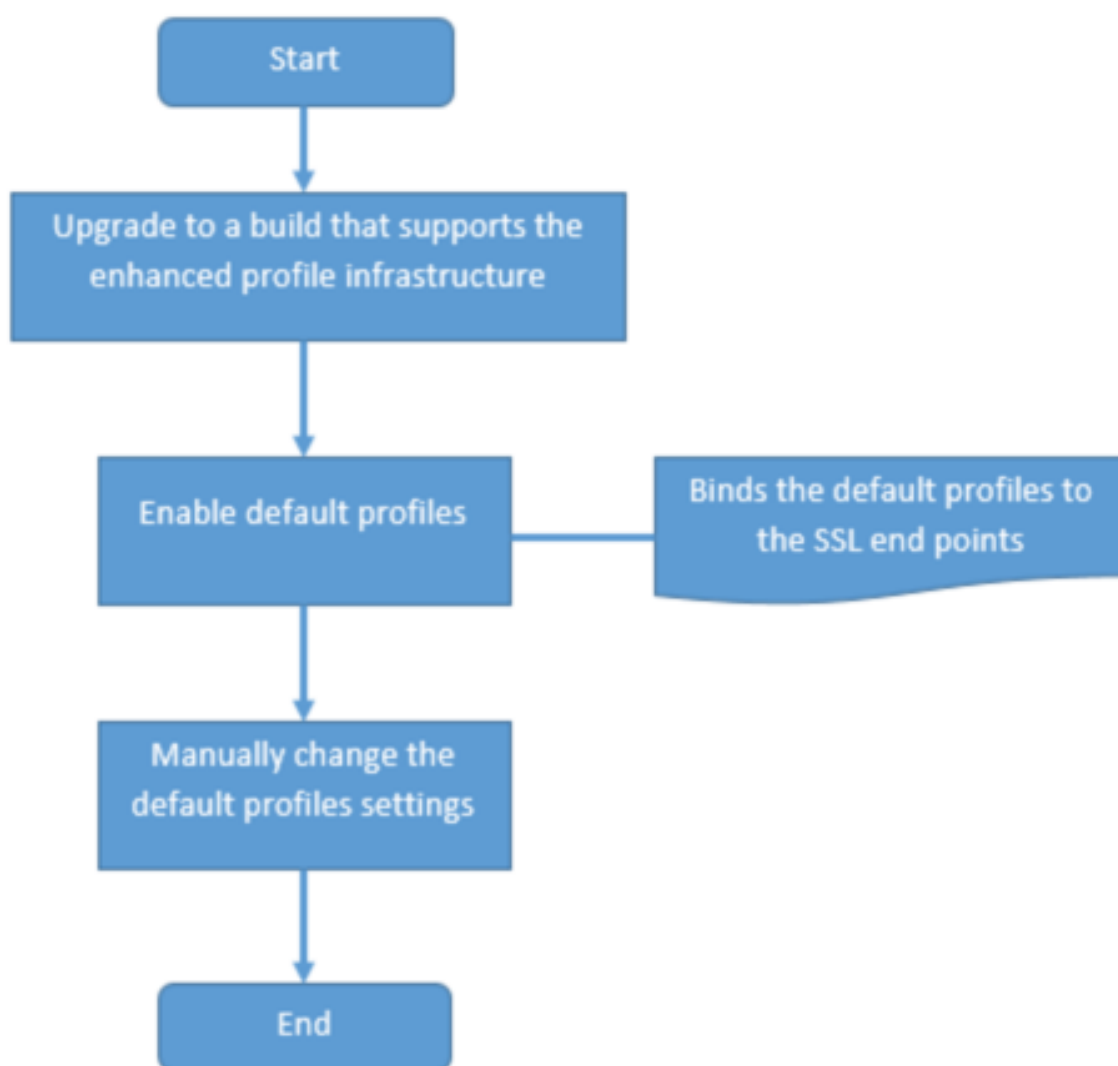 Start
Upgrade to a build that supports the
enhanced profile infrastructure
Enable default profiles
Binds the default profiles to
the SSL end points
Manually change the
default profiles settings
End